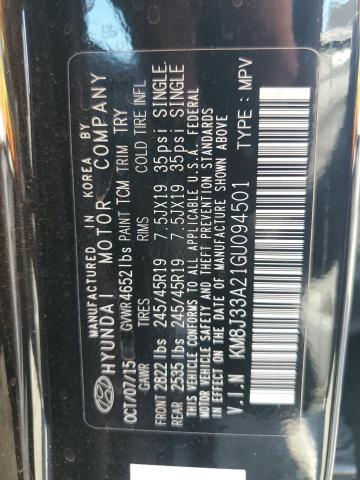 MANUFACTURED IN KOREA BY
HYUNDAI MOTOR COMPANY
OCT/07/15 GVWR 4652 lbs PAINT TCM TRIM TRY
GAWR TIRES RIMS COLD TIRE INFL.
FRONT 2822 lbs 245/45R19 7.5JX19 35psi SINGLE
REAR 2535 lbs 245/45R19 7.5JX19 35psi SINGLE
THIS VEHICLE CONFORMS TO ALL APPLICABLE U.S.A. FEDERAL
MOTOR VEHICLE SAFETY, AND THEFT PREVENTION STANDARDS
IN EFFECT ON THE DATE OF MANUFACTURE SHOWN ABOVE.
V.I.N KM8J33A21GU094501 TYPE : MPV